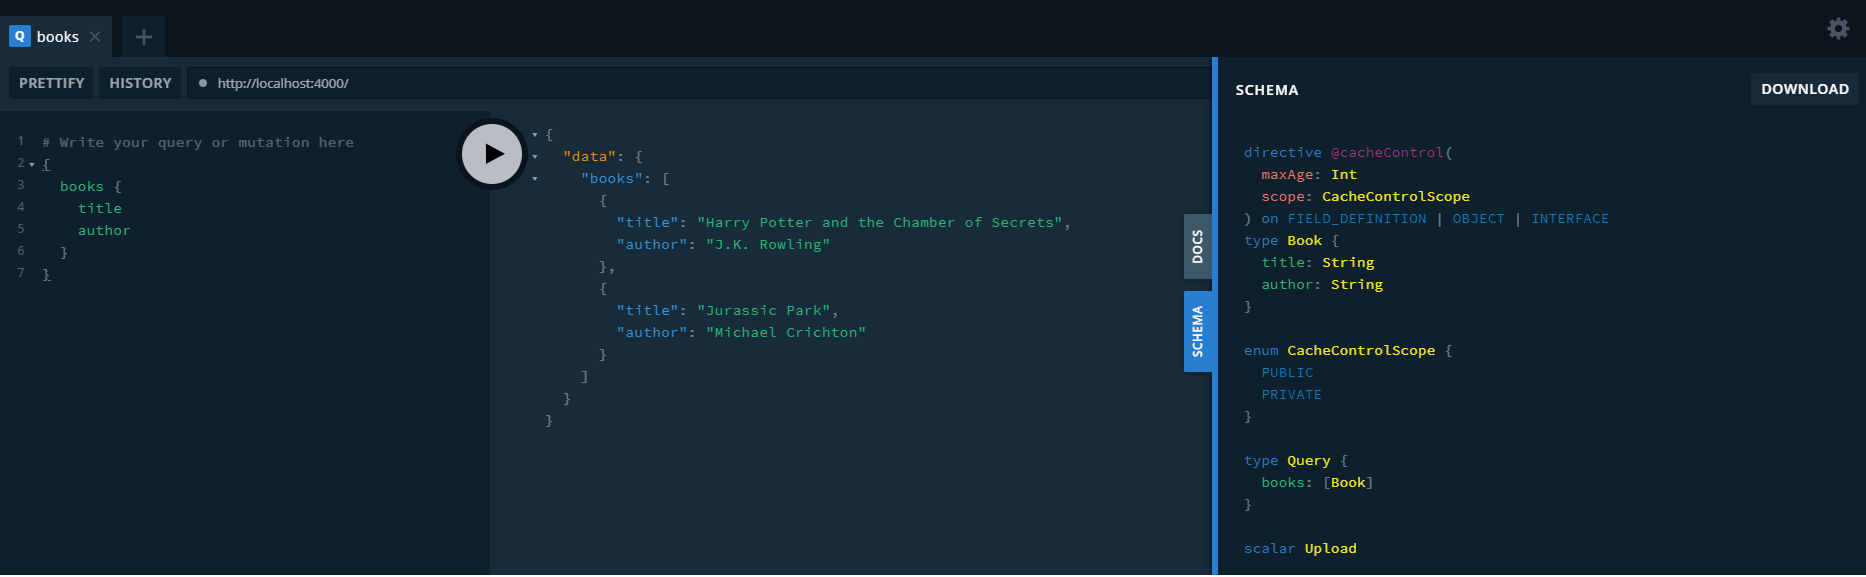 Q books
PRETTIFY HISTORY http://localhost:4000/
1 # Write your query or mutation here
2 {
3   books {
4     title
5     author
6   }
7 }
{
  "data": {
    "books": [
      {
        "title": "Harry Potter and the Chamber of Secrets",
        "author": "J.K. Rowling"
      },
      {
        "title": "Jurassic Park",
        "author": "Michael Crichton"
      }
    ]
  }
}
DOCS
SCHEMA
SCHEMA DOWNLOAD
directive @cacheControl(
  maxAge: Int
  scope: CacheControlScope
) on FIELD_DEFINITION | OBJECT | INTERFACE
type Book {
  title: String
  author: String
}
enum CacheControlScope {
  PUBLIC
  PRIVATE
}
type Query {
  books: [Book]
}
scalar Upload